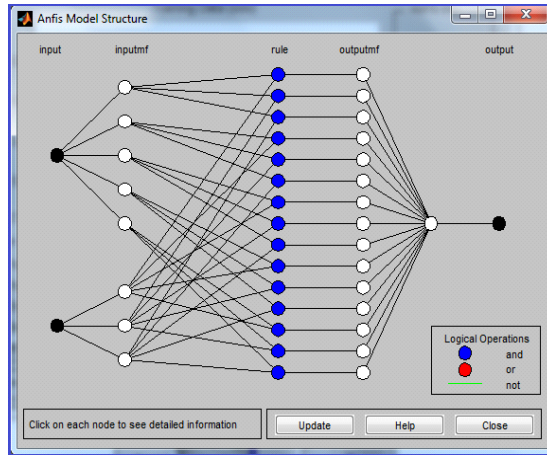 Anfis Model Structure
input inputmf rule outputmf output
Logical Operations
and
or
not
Click on each node to see detailed information
Update Help Close